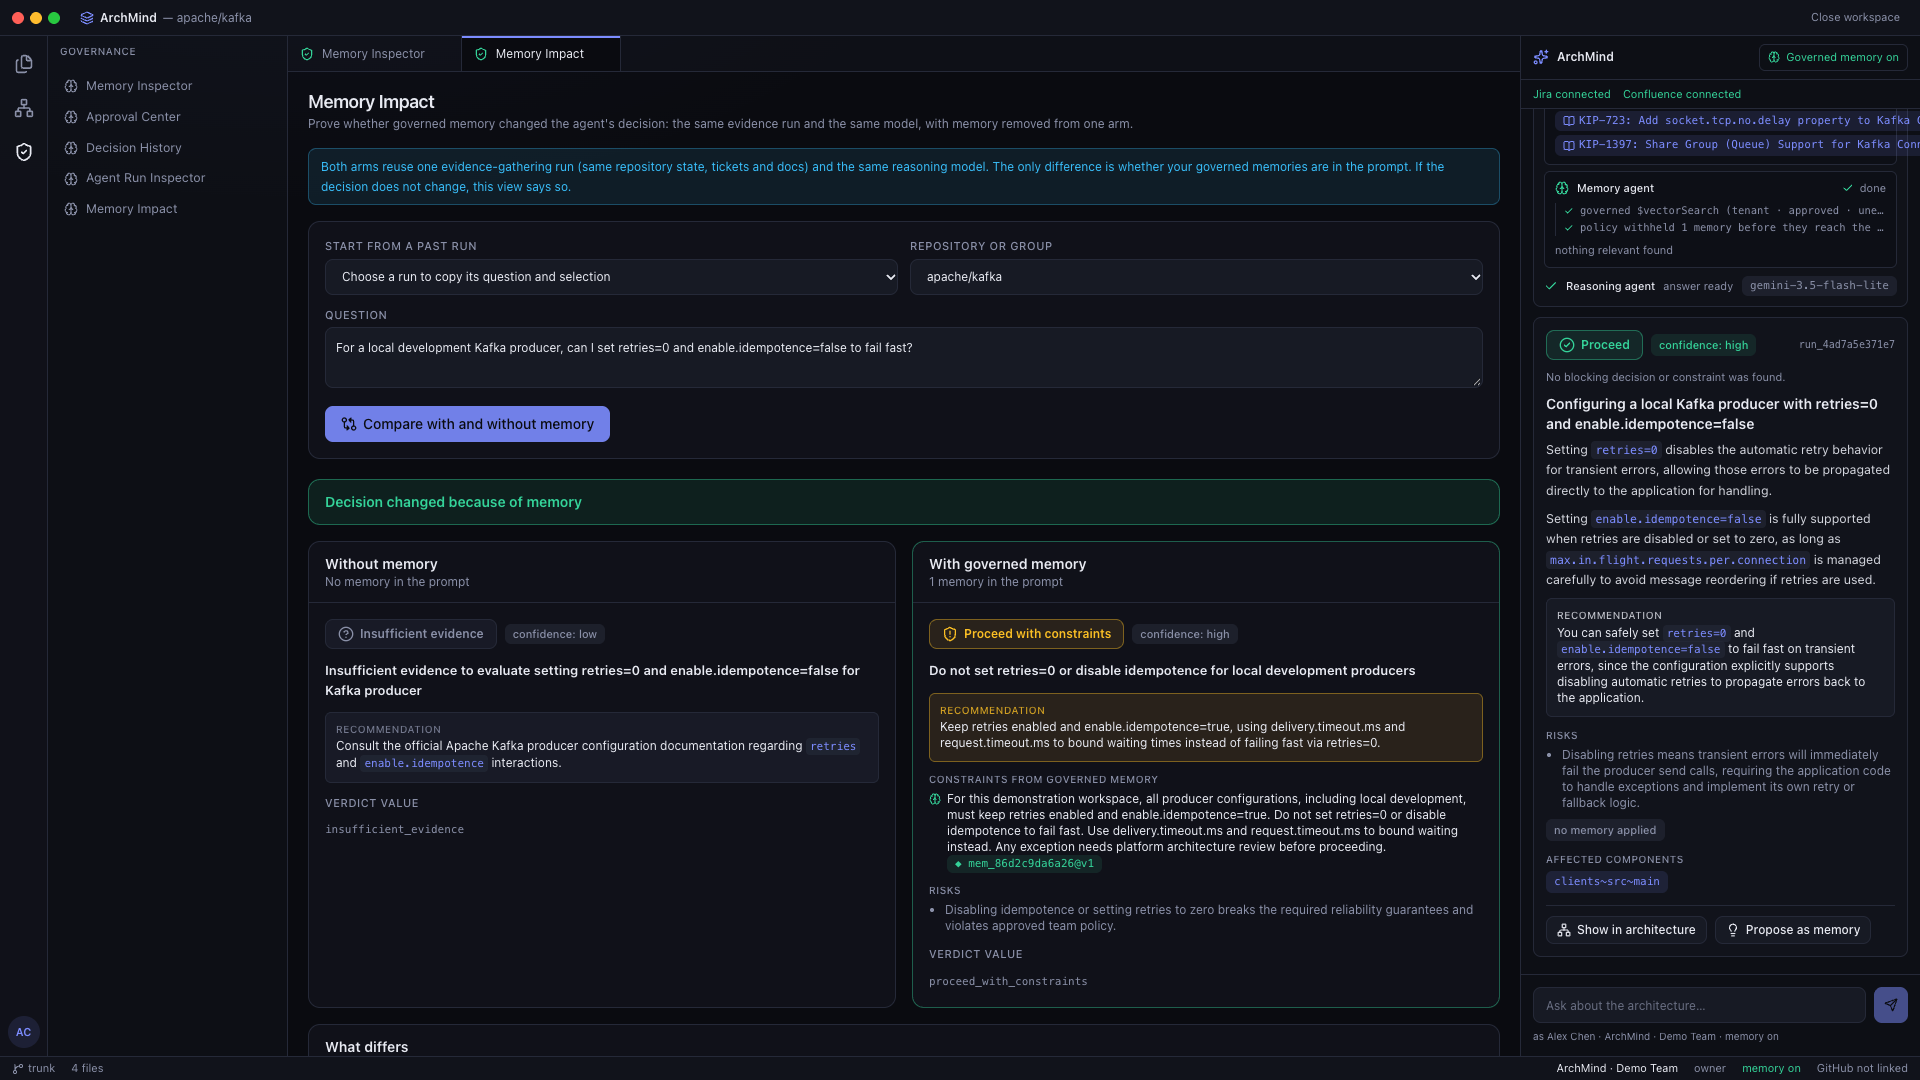 ArchMind — apache/kafka
Close workspace
GOVERNANCE
Memory Inspector
Approval Center
Decision History
Agent Run Inspector
Memory Impact
AC
Memory Inspector
Memory Impact
Memory Impact
Prove whether governed memory changed the agent's decision: the same evidence run and the same model, with memory removed from one arm.
Both arms reuse one evidence-gathering run (same repository state, tickets and docs) and the same reasoning model. The only difference is whether your governed memories are in the prompt. If the
decision does not change, this view says so.
START FROM A PAST RUN
Choose a run to copy its question and selection
REPOSITORY OR GROUP
apache/kafka
QUESTION
For a local development Kafka producer, can I set retries=0 and enable.idempotence=false to fail fast?
Compare with and without memory
Decision changed because of memory
Without memory
No memory in the prompt
Insufficient evidence
confidence: low
Insufficient evidence to evaluate setting retries=0 and enable.idempotence=false for
Kafka producer
RECOMMENDATION
Consult the official Apache Kafka producer configuration documentation regarding retries
and enable.idempotence interactions.
VERDICT VALUE
insufficient_evidence
With governed memory
1 memory in the prompt
Proceed with constraints
confidence: high
Do not set retries=0 or disable idempotence for local development producers
RECOMMENDATION
Keep retries enabled and enable.idempotence=true, using delivery.timeout.ms and
request.timeout.ms to bound waiting times instead of failing fast via retries=0.
CONSTRAINTS FROM GOVERNED MEMORY
For this demonstration workspace, all producer configurations, including local development,
must keep retries enabled and enable.idempotence=true. Do not set retries=0 or disable
idempotence to fail fast. Use delivery.timeout.ms and request.timeout.ms to bound waiting
instead. Any exception needs platform architecture review before proceeding.
◆ mem_86d2c9da6a26@v1
RISKS
• Disabling idempotence or setting retries to zero breaks the required reliability guarantees and
violates approved team policy.
VERDICT VALUE
proceed_with_constraints
What differs
ArchMind
Governed memory on
Jira connected Confluence connected
KIP-723: Add socket.tcp.no.delay property to Kafka C
KIP-1397: Share Group (Queue) Support for Kafka Conn
Memory agent
done
governed $vectorSearch (tenant · approved · une…
policy withheld 1 memory before they reach the …
nothing relevant found
Reasoning agent answer ready gemini-3.5-flash-lite
Proceed
confidence: high
run_4ad7a5e371e7
No blocking decision or constraint was found.
Configuring a local Kafka producer with retries=0
and enable.idempotence=false
Setting retries=0 disables the automatic retry behavior
for transient errors, allowing those errors to be propagated
directly to the application for handling.
Setting enable.idempotence=false is fully supported
when retries are disabled or set to zero, as long as
max.in.flight.requests.per.connection is managed
carefully to avoid message reordering if retries are used.
RECOMMENDATION
You can safely set retries=0 and
enable.idempotence=false to fail fast on transient
errors, since the configuration explicitly supports
disabling automatic retries to propagate errors back to
the application.
RISKS
• Disabling retries means transient errors will immediately
fail the producer send calls, requiring the application code
to handle exceptions and implement its own retry or
fallback logic.
no memory applied
AFFECTED COMPONENTS
clients~src~main
Show in architecture
Propose as memory
Ask about the architecture…
as Alex Chen · ArchMind · Demo Team · memory on
trunk
4 files
ArchMind · Demo Team
owner
memory on
GitHub not linked